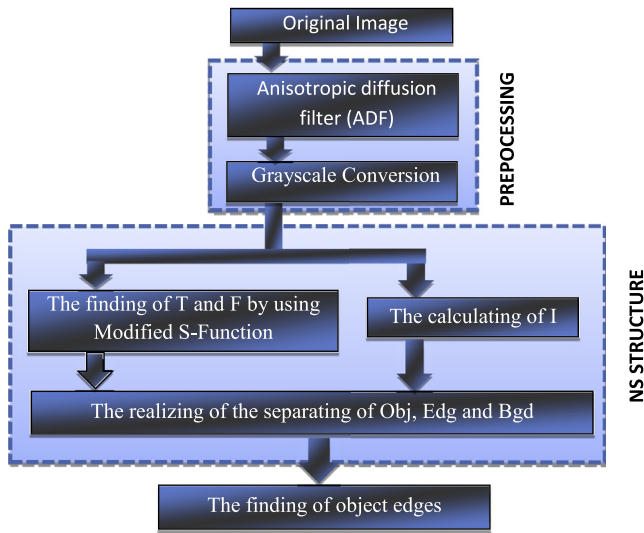 Original Image
Anisotropic diffusion
filter (ADF)
Grayscale Conversion
PREPOCESSING
The finding of T and F by using
Modified S-Function
The calculating of I
The realizing of the separating of Obj, Edg and Bgd
NS STRUCTURE
The finding of object edges